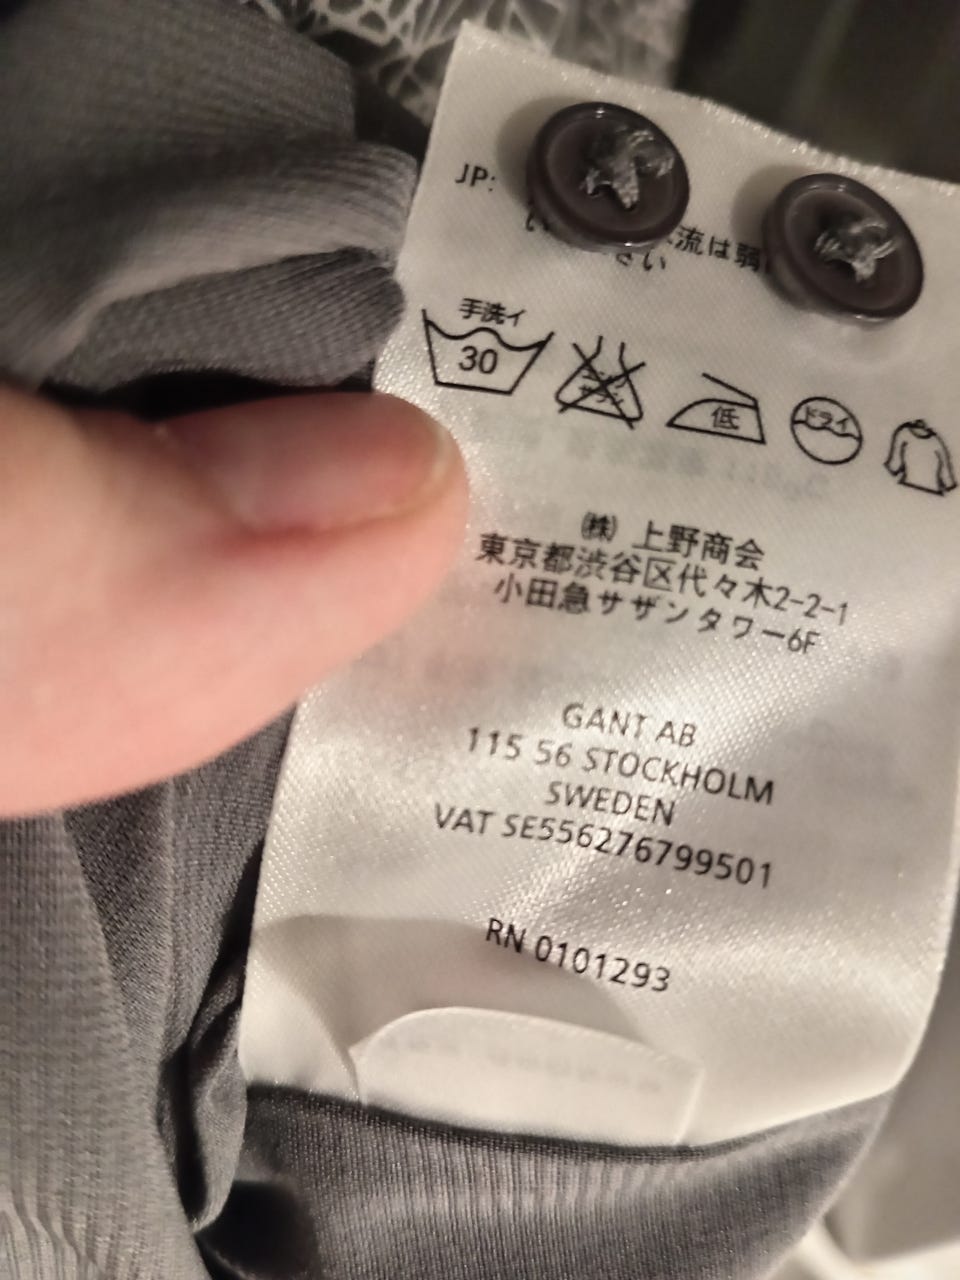 JP:
流は弱
さい
手洗イ
30
低
ドライ
㈱ 上野商会
東京都渋谷区代々木2-2-1
小田急サザンタワー6F
GANT AB
115 56 STOCKHOLM
SWEDEN
VAT SE556276799501
RN 0101293